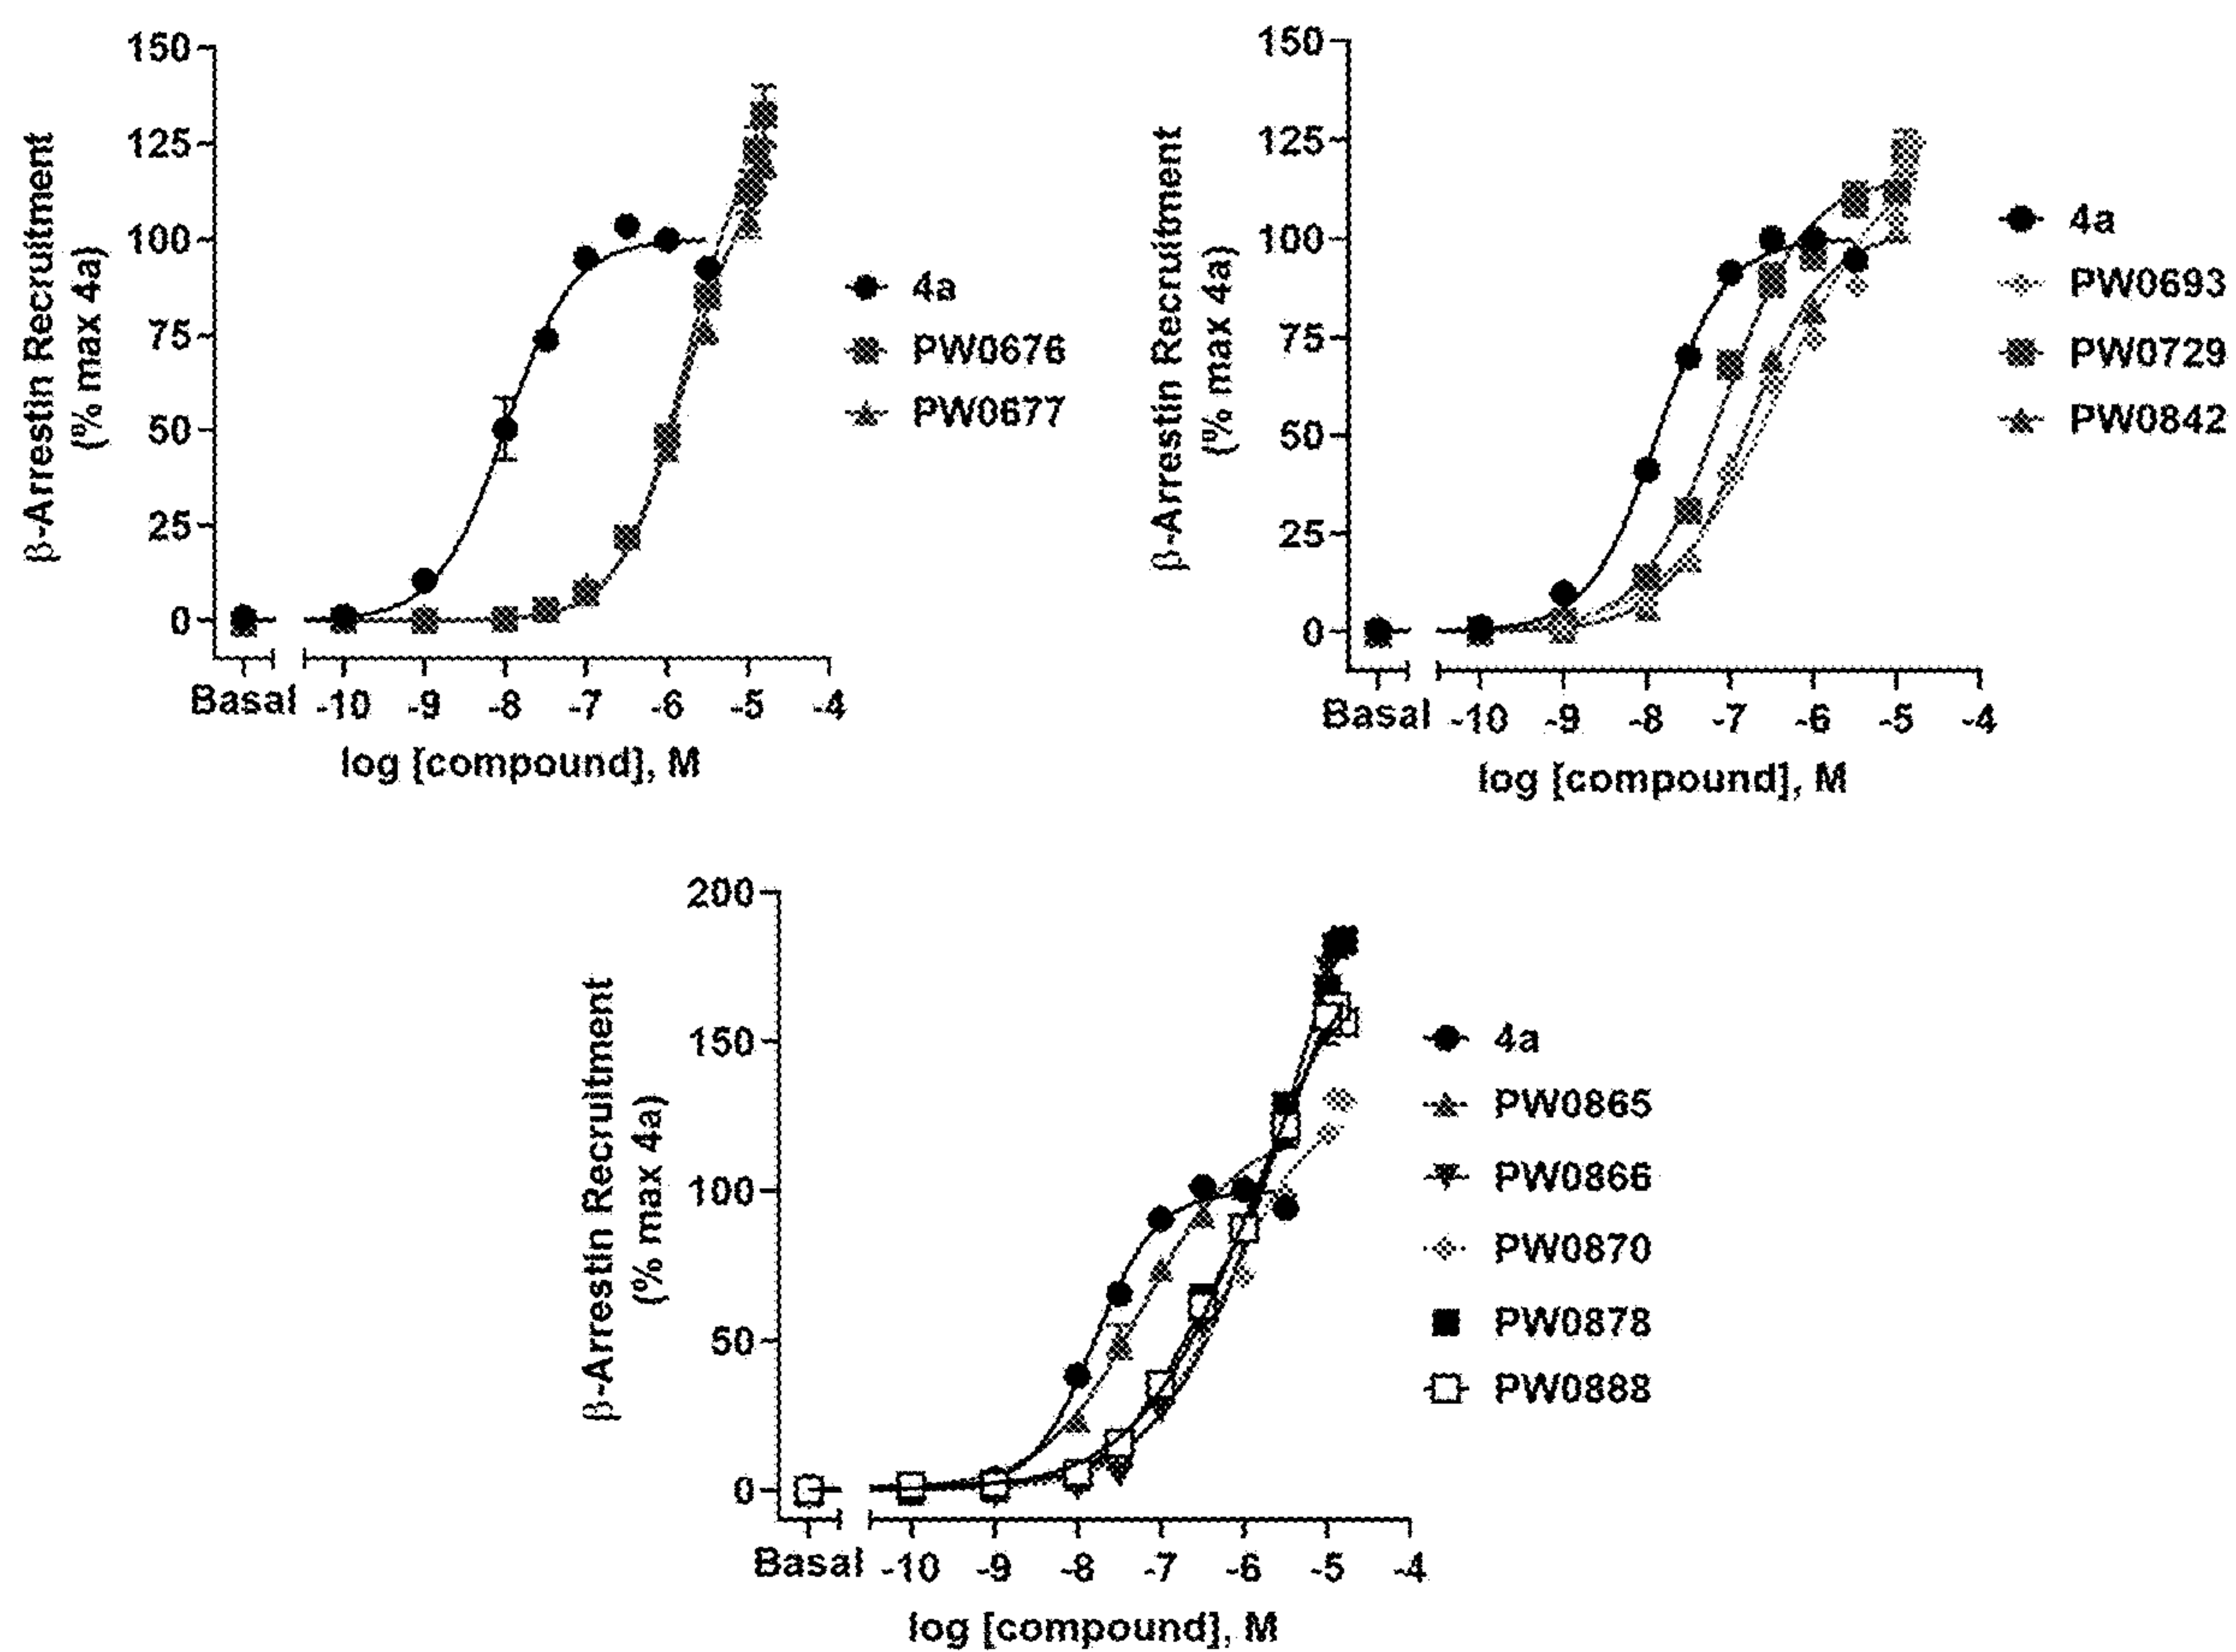 150
125
100
75
50
25
0
β-Arrestin Recruitment
(% max 4a)
Basal -10 -9 -8 -7 -6 -5 -4
log [compound], M
4a
PW0676
PW0677
150
125
100
75
50
25
0
β-Arrestin Recruitment
(% max 4a)
Basal -10 -9 -8 -7 -6 -5 -4
log [compound], M
4a
PW0693
PW0729
PW0842
200
150
100
50
0
β-Arrestin Recruitment
(% max 4a)
Basal -10 -9 -8 -7 -6 -5 -4
log [compound], M
4a
PW0865
PW0866
PW0870
PW0878
PW0888